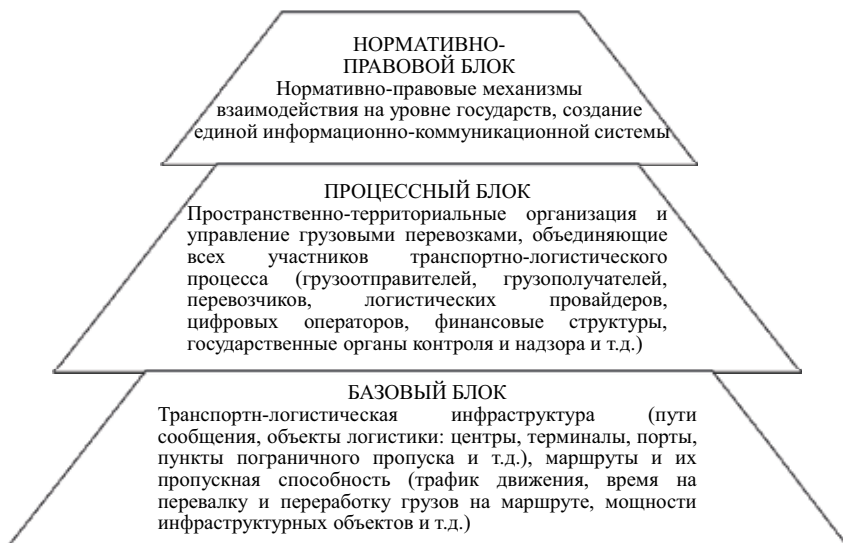 НОРМАТИВНО-
ПРАВОВОЙ БЛОК
Нормативно-правовые механизмы
взаимодействия на уровне государств, создание
единой информационно-коммуникационной системы
ПРОЦЕССНЫЙ БЛОК
Пространственно-территориальные организация и
управление грузовыми перевозками, объединяющие
всех участников транспортно-логистического
процесса (грузоотправителей, грузополучателей,
перевозчиков, логистических провайдеров,
цифровых операторов, финансовые структуры,
государственные органы контроля и надзора и т.д.)
БАЗОВЫЙ БЛОК
Транспортн-логистическая инфраструктура (пути
сообщения, объекты логистики: центры, терминалы, порты,
пункты пограничного пропуска и т.д.), маршруты и их
пропускная способность (трафик движения, время на
перевалку и переработку грузов на маршруте, мощности
инфраструктурных объектов и т.д.)